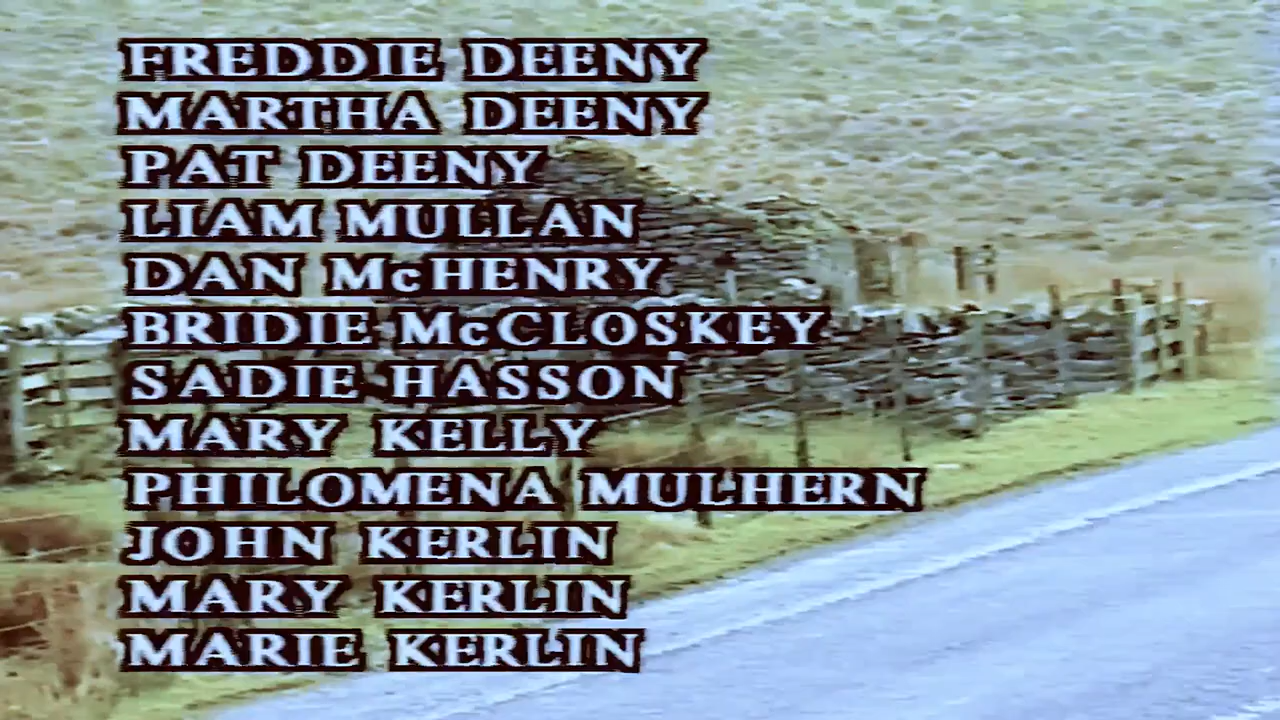 FREDDIE DEENY
MARTHA DEENY
PAT DEENY
LIAM MULLAN
DAN McHENRY
BRIDIE McCLOSKEY
SADIE HASSON
MARY KELLY
PHILOMENA MULHERN
JOHN KERLIN
MARY KERLIN
MARIE KERLIN